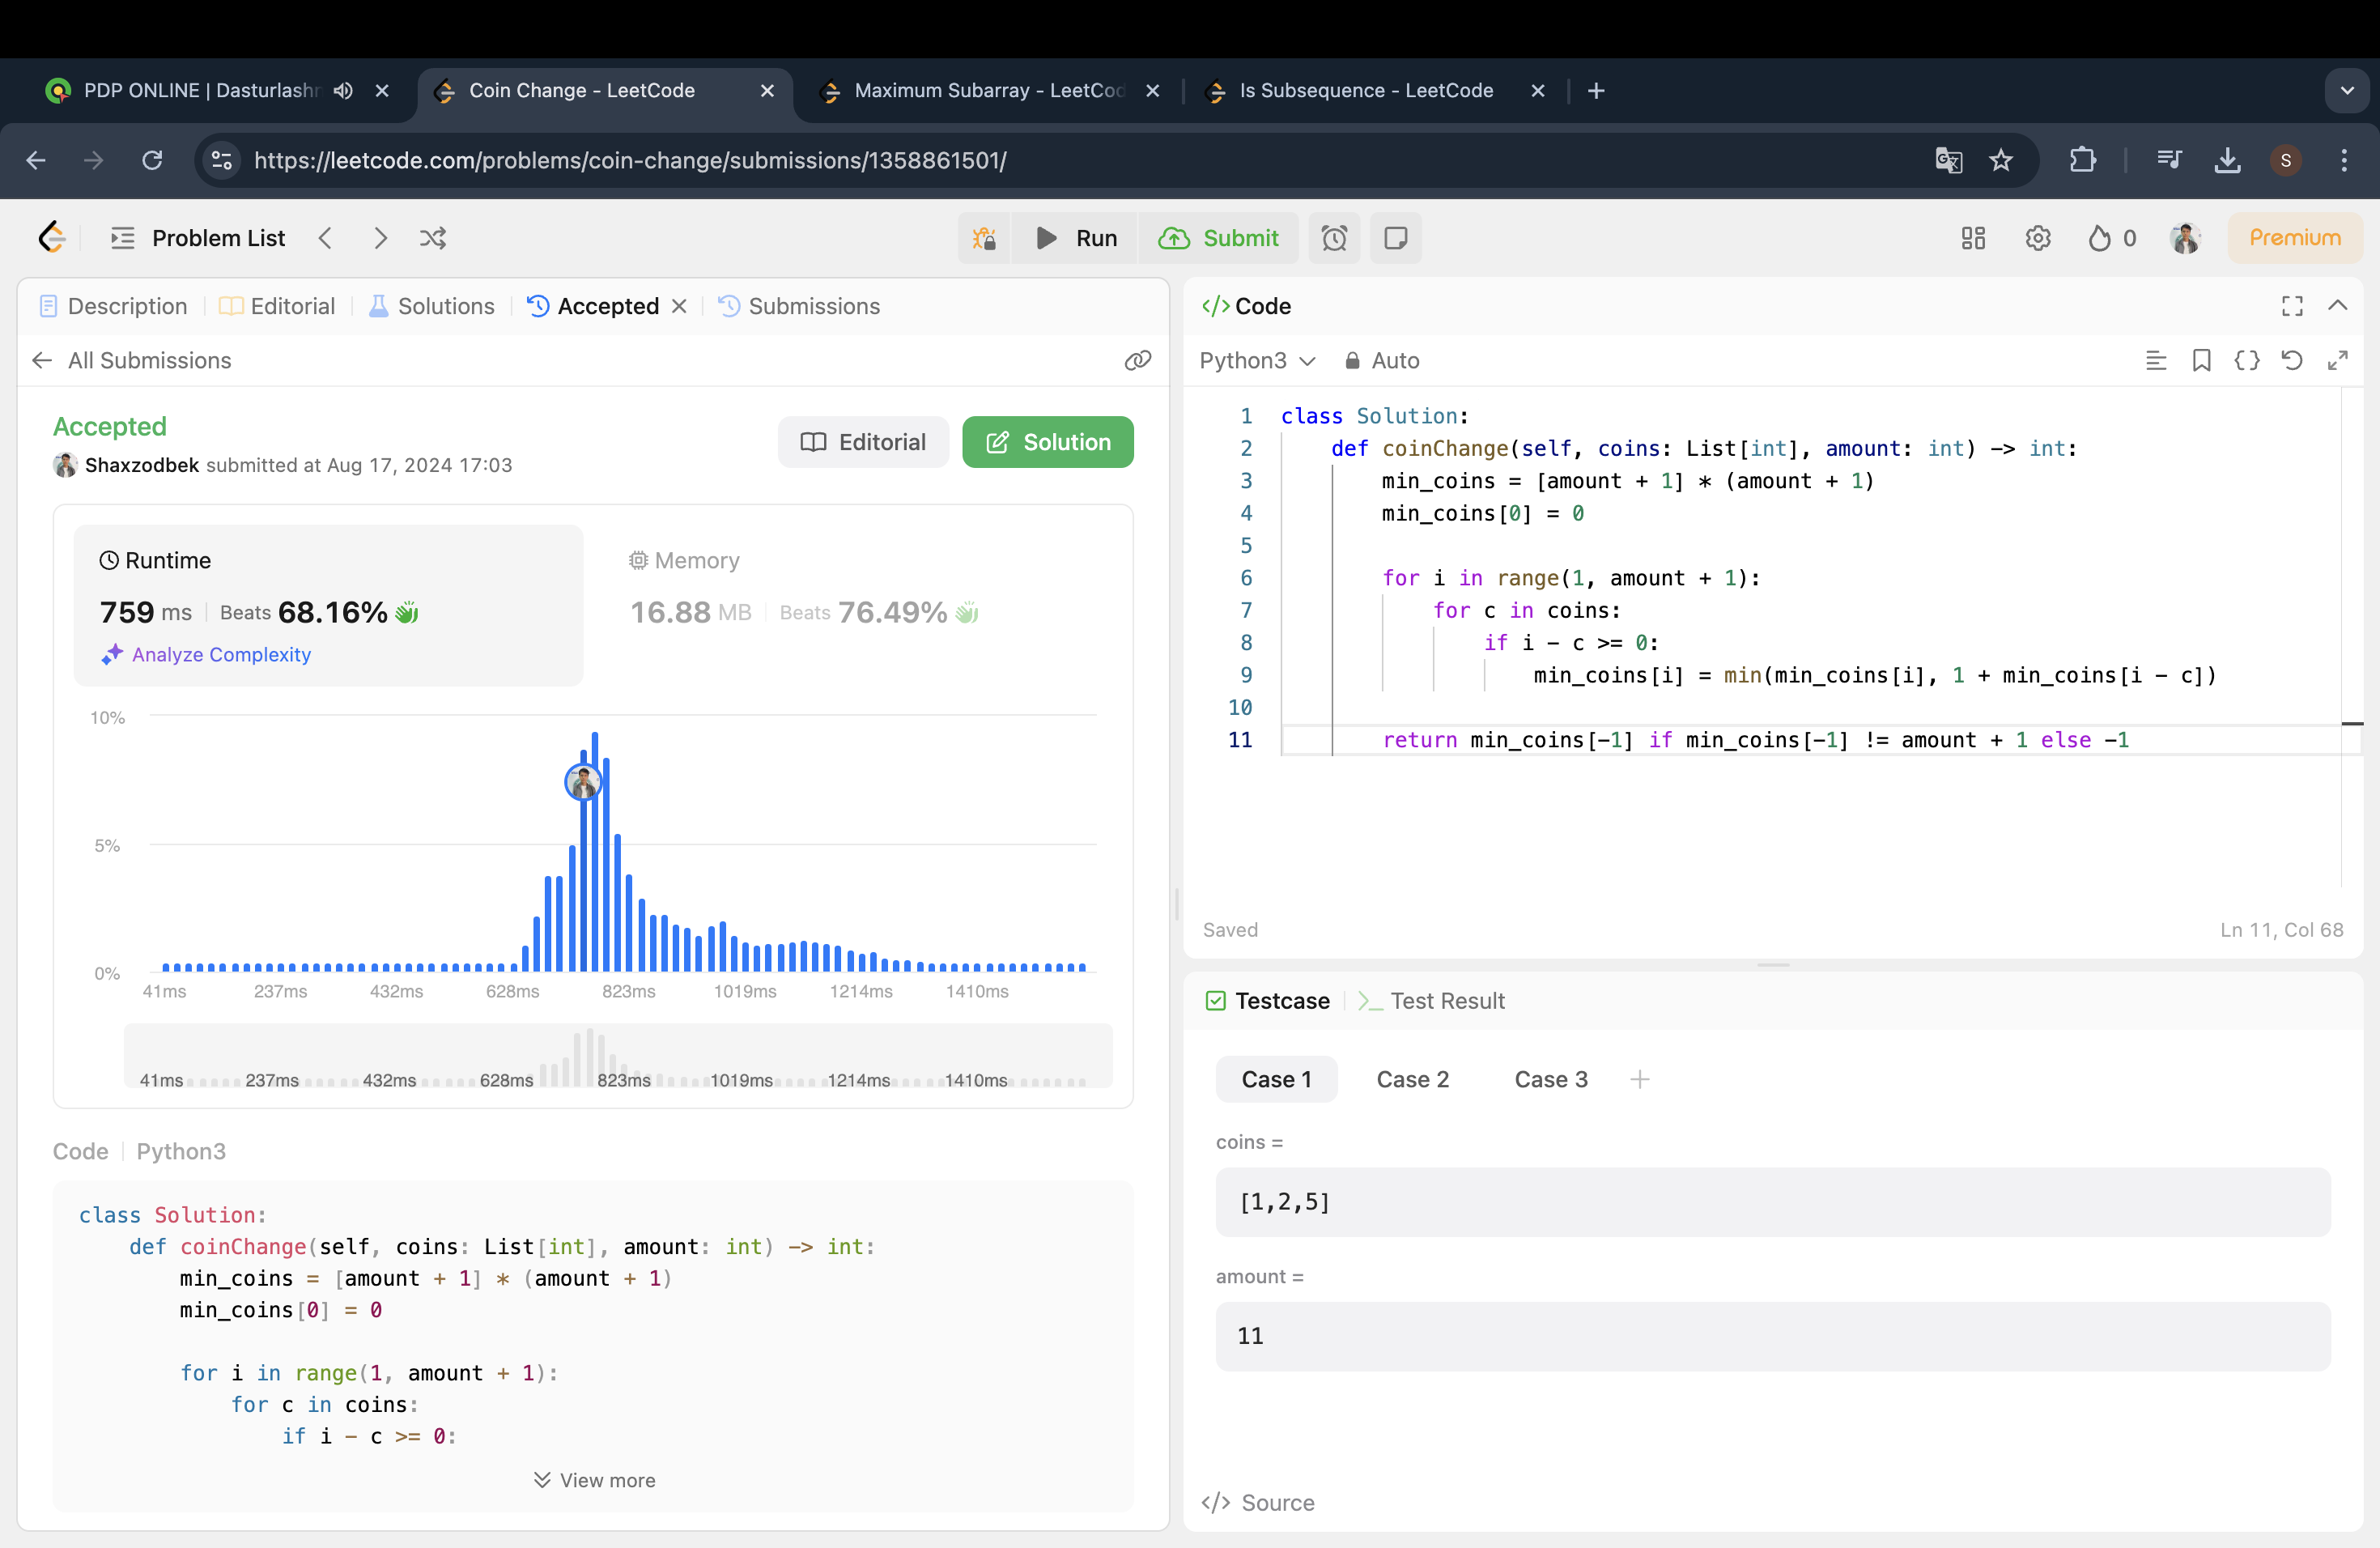 PDP ONLINE | Dasturlashn
Coin Change - LeetCode
Maximum Subarray - LeetCod
Is Subsequence - LeetCode
https://leetcode.com/problems/coin-change/submissions/1358861501/
S
Problem List
Run
Submit
0
Premium
Description
Editorial
Solutions
Accepted
Submissions
All Submissions
Accepted
Editorial
Solution
Shaxzodbek submitted at Aug 17, 2024 17:03
Runtime
759 ms
Beats 68.16%
Analyze Complexity
Memory
16.88 MB
Beats 76.49%
10%
5%
0%
41ms 237ms 432ms 628ms 823ms 1019ms 1214ms 1410ms
41ms 237ms 432ms 628ms 823ms 1019ms 1214ms 1410ms
Code | Python3
class Solution:
    def coinChange(self, coins: List[int], amount: int) -> int:
        min_coins = [amount + 1] * (amount + 1)
        min_coins[0] = 0
        for i in range(1, amount + 1):
            for c in coins:
                if i - c >= 0:
View more
Code
Python3
Auto
1 class Solution:
2     def coinChange(self, coins: List[int], amount: int) -> int:
3         min_coins = [amount + 1] * (amount + 1)
4         min_coins[0] = 0
5
6         for i in range(1, amount + 1):
7             for c in coins:
8                 if i - c >= 0:
9                     min_coins[i] = min(min_coins[i], 1 + min_coins[i - c])
10
11         return min_coins[-1] if min_coins[-1] != amount + 1 else -1
Saved
Ln 11, Col 68
Testcase
Test Result
Case 1
Case 2
Case 3
coins =
[1,2,5]
amount =
11
Source